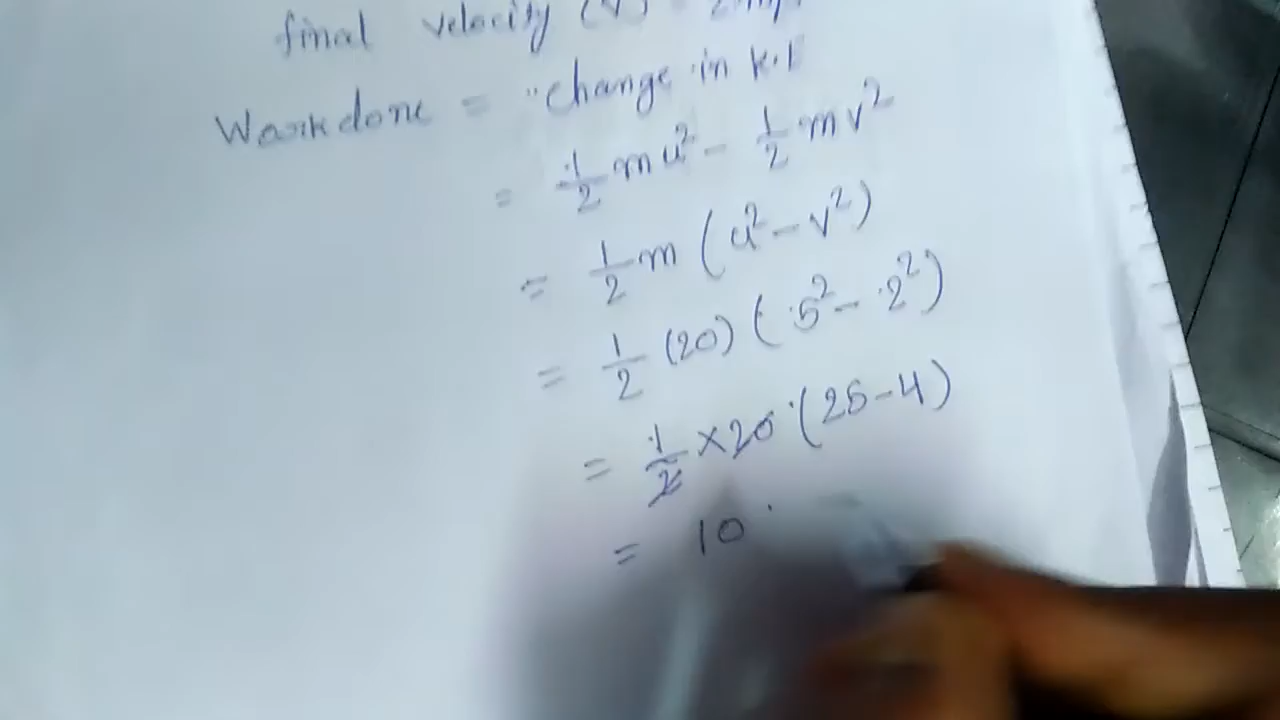 final velocity (v)
Workdone = "change in k.E
= 1/2 mu² - 1/2 mv²
= 1/2 m (u² - v²)
= 1/2 (20) (5² - 2²)
= 1/2 × 20 (25 - 4)
= 10